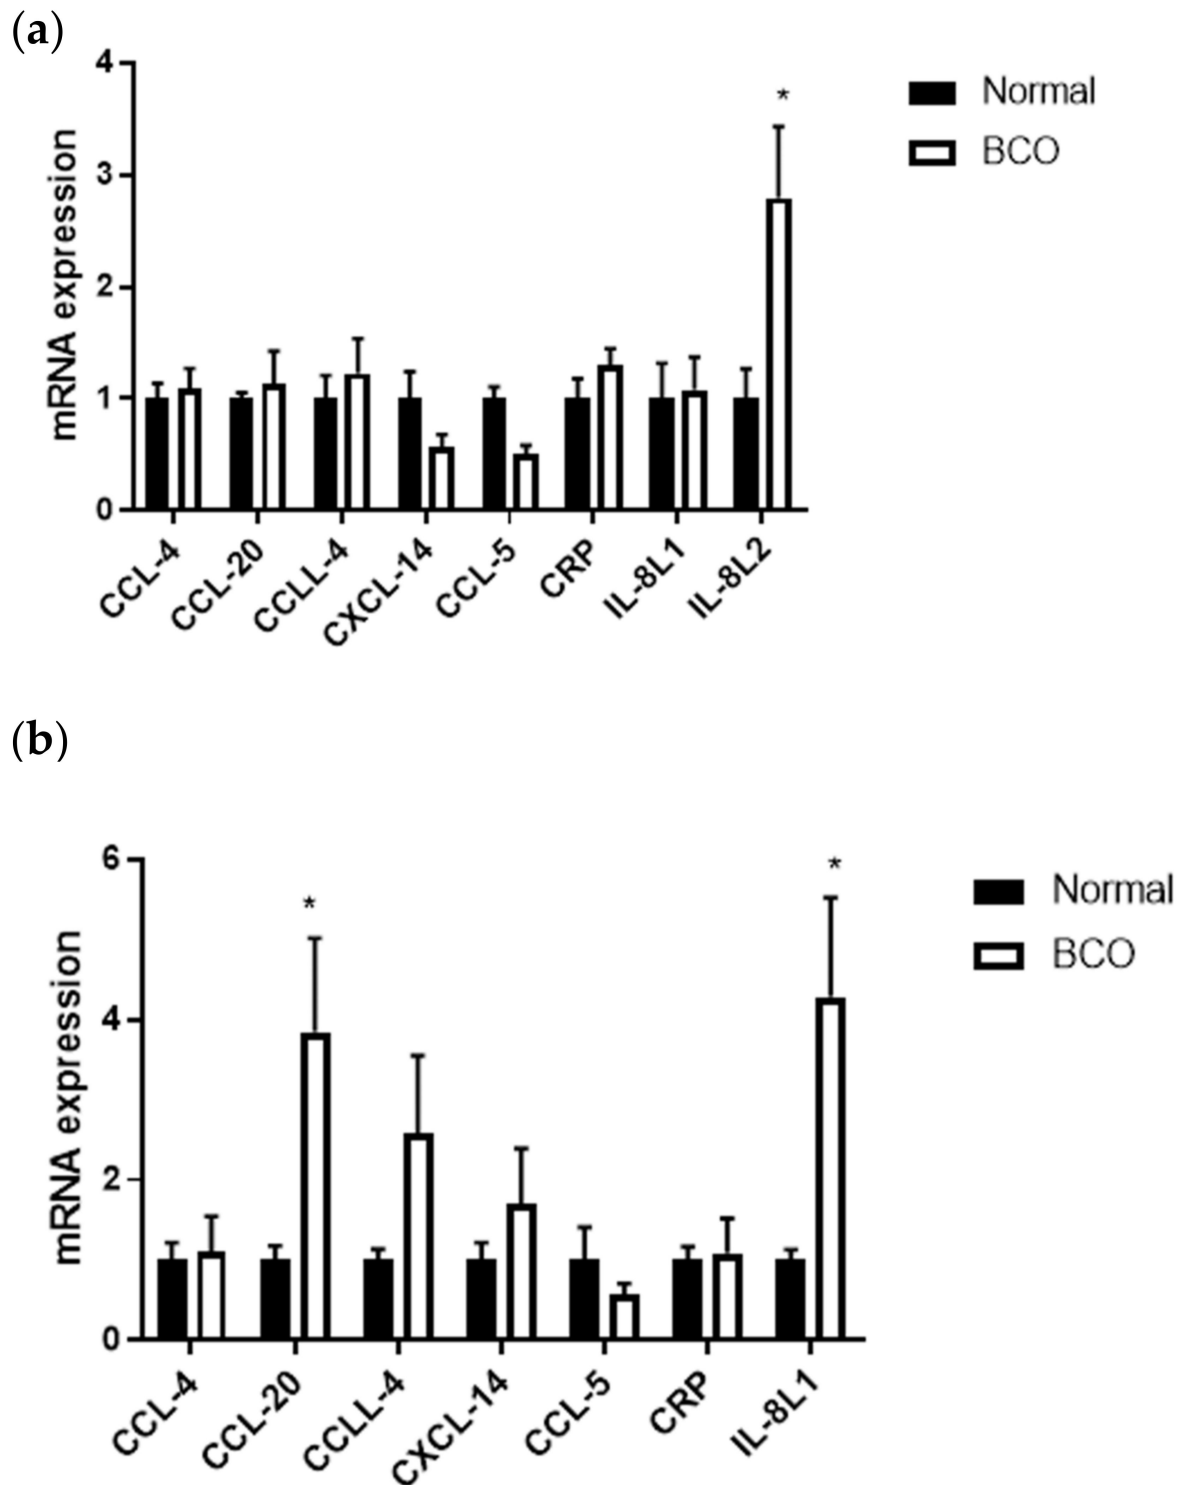 (a)
4
3
2
1
0
mRNA expression
*
Normal
BCO
CCL-4
CCL-20
CCLL-4
CXCL-14
CCL-5
CRP
IL-8L1
IL-8L2
(b)
6
4
2
0
mRNA expression
*
*
Normal
BCO
CCL-4
CCL-20
CCLL-4
CXCL-14
CCL-5
CRP
IL-8L1